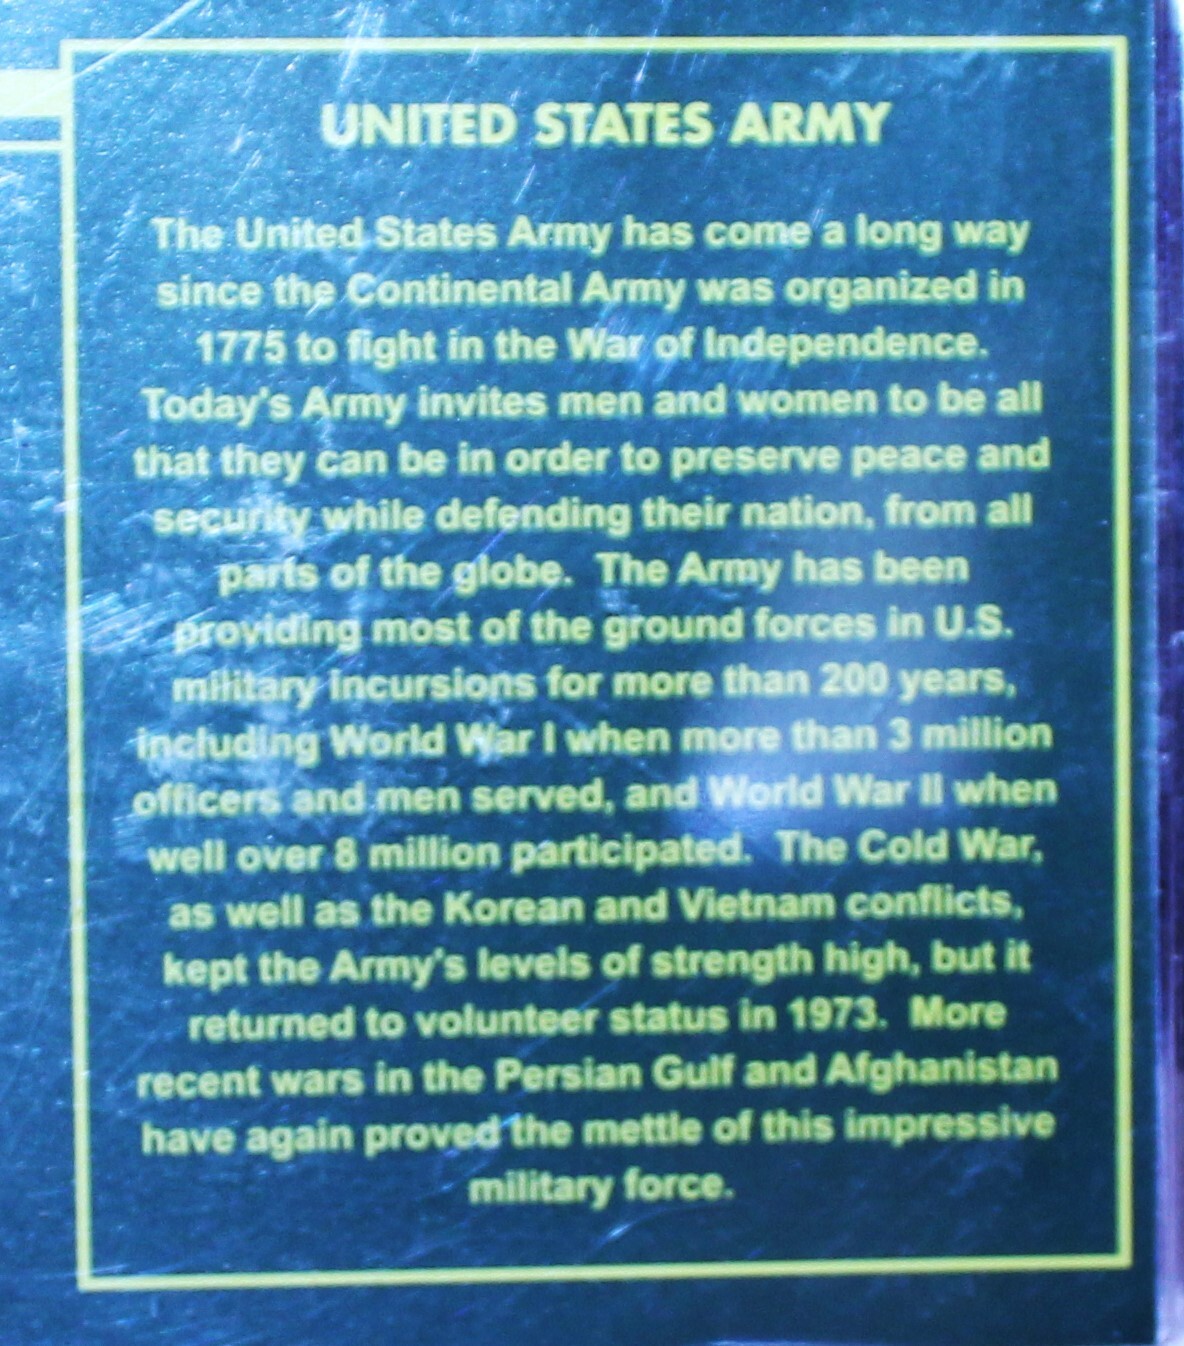 UNITED STATES ARMY
The United States Army has come a long way
since the Continental Army was organized in
1775 to fight in the War of Independence.
Today's Army invites men and women to be all
that they can be in order to preserve peace and
security while defending their nation, from all
parts of the globe.  The Army has been
providing most of the ground forces in U.S.
military incursions for more than 200 years,
including World War I when more than 3 million
officers and men served, and World War II when
well over 8 million participated.  The Cold War,
as well as the Korean and Vietnam conflicts,
kept the Army's levels of strength high, but it
returned to volunteer status in 1973.  More
recent wars in the Persian Gulf and Afghanistan
have again proved the mettle of this impressive
military force.